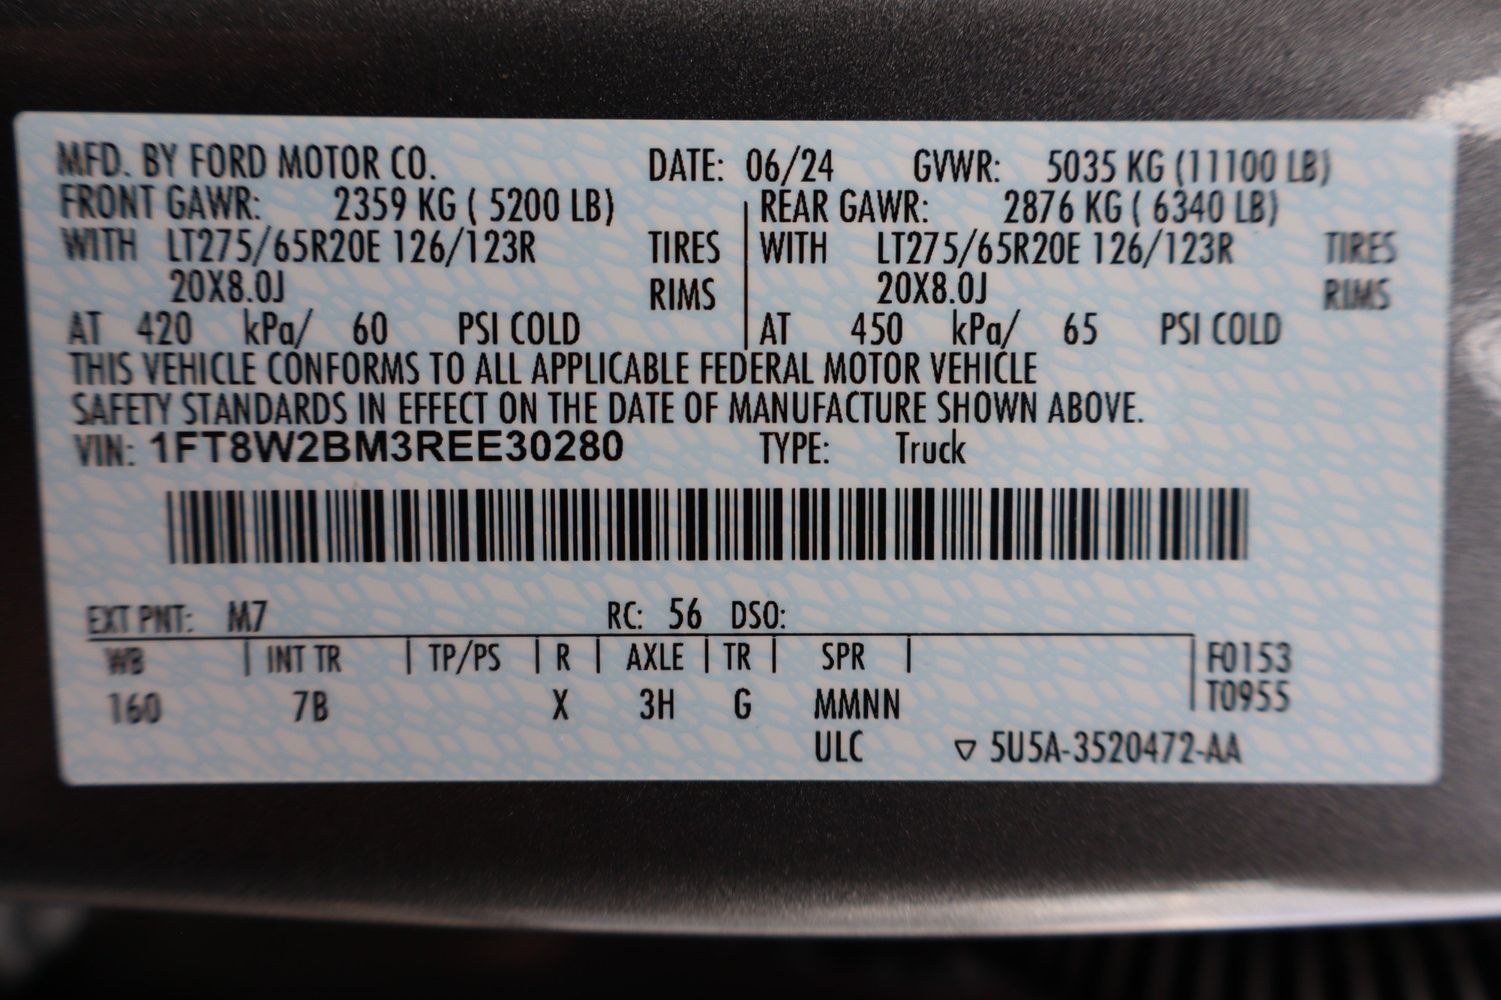 MFD. BY FORD MOTOR CO. DATE: 06/24 GVWR: 5035 KG (11100 LB)
FRONT GAWR: 2359 KG ( 5200 LB) REAR GAWR: 2876 KG ( 6340 LB)
WITH LT275/65R20E 126/123R TIRES WITH LT275/65R20E 126/123R TIRES
20X8.0J RIMS 20X8.0J RIMS
AT 420 kPa/ 60 PSI COLD AT 450 kPa/ 65 PSI COLD
THIS VEHICLE CONFORMS TO ALL APPLICABLE FEDERAL MOTOR VEHICLE
SAFETY STANDARDS IN EFFECT ON THE DATE OF MANUFACTURE SHOWN ABOVE.
VIN: 1FT8W2BM3REE30280 TYPE: Truck
EXT PNT: M7 RC: 56 DSO:
WB | INT TR | TP/PS | R | AXLE | TR | SPR | F0153
160 7B X 3H G MMNN T0955
ULC ▽ 5U5A-3520472-AA